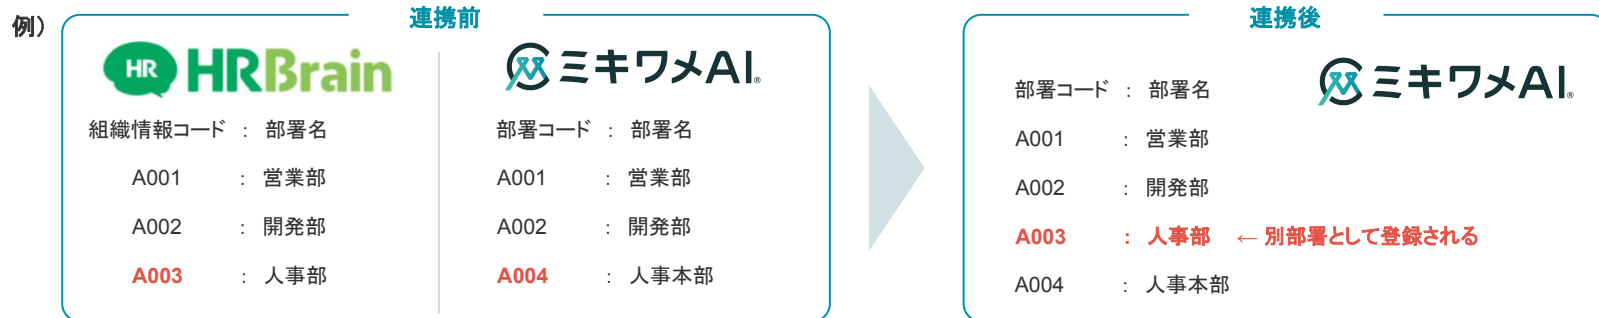 例）
連携前
HR HRBrain
組織情報コード ： 部署名
A001 ： 営業部
A002 ： 開発部
A003 ： 人事部
ミキワメAI®
部署コード ： 部署名
A001 ： 営業部
A002 ： 開発部
A004 ： 人事本部
連携後
ミキワメAI®
部署コード ： 部署名
A001 ： 営業部
A002 ： 開発部
A003 ： 人事部 ← 別部署として登録される
A004 ： 人事本部